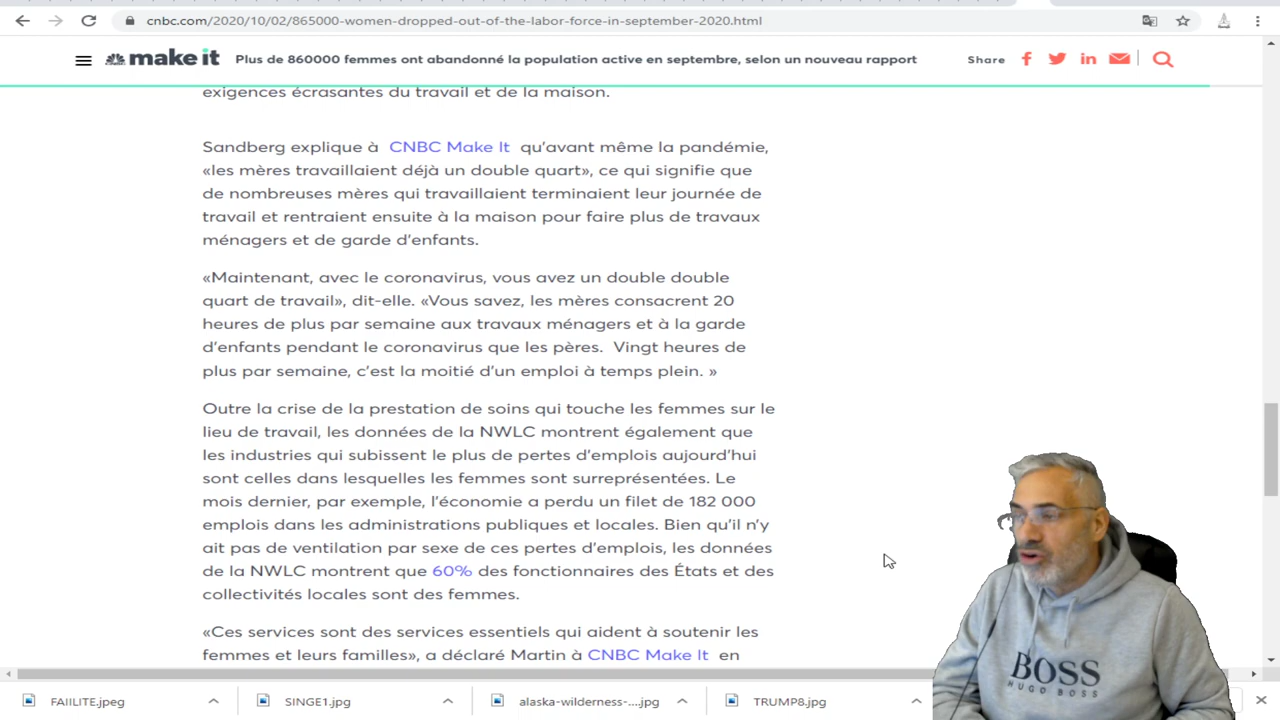 cnbc.com/2020/10/02/865000-women-dropped-out-of-the-labor-force-in-september-2020.html
make it
Plus de 860000 femmes ont abandonné la population active en septembre, selon un nouveau rapport
Share
exigences écrasantes du travail et de la maison.
Sandberg explique à CNBC Make It qu'avant même la pandémie,
«les mères travaillaient déjà un double quart», ce qui signifie que
de nombreuses mères qui travaillaient terminaient leur journée de
travail et rentraient ensuite à la maison pour faire plus de travaux
ménagers et de garde d'enfants.
«Maintenant, avec le coronavirus, vous avez un double double
quart de travail», dit-elle. «Vous savez, les mères consacrent 20
heures de plus par semaine aux travaux ménagers et à la garde
d'enfants pendant le coronavirus que les pères. Vingt heures de
plus par semaine, c'est la moitié d'un emploi à temps plein. »
Outre la crise de la prestation de soins qui touche les femmes sur le
lieu de travail, les données de la NWLC montrent également que
les industries qui subissent le plus de pertes d'emplois aujourd'hui
sont celles dans lesquelles les femmes sont surreprésentées. Le
mois dernier, par exemple, l'économie a perdu un filet de 182 000
emplois dans les administrations publiques et locales. Bien qu'il n'y
ait pas de ventilation par sexe de ces pertes d'emplois, les données
de la NWLC montrent que 60% des fonctionnaires des États et des
collectivités locales sont des femmes.
«Ces services sont des services essentiels qui aident à soutenir les
femmes et leurs familles», a déclaré Martin à CNBC Make It en
BOSS
HUGO BOSS
FAIILITE.jpeg
SINGE1.jpg
alaska-wilderness-....jpg
TRUMP8.jpg